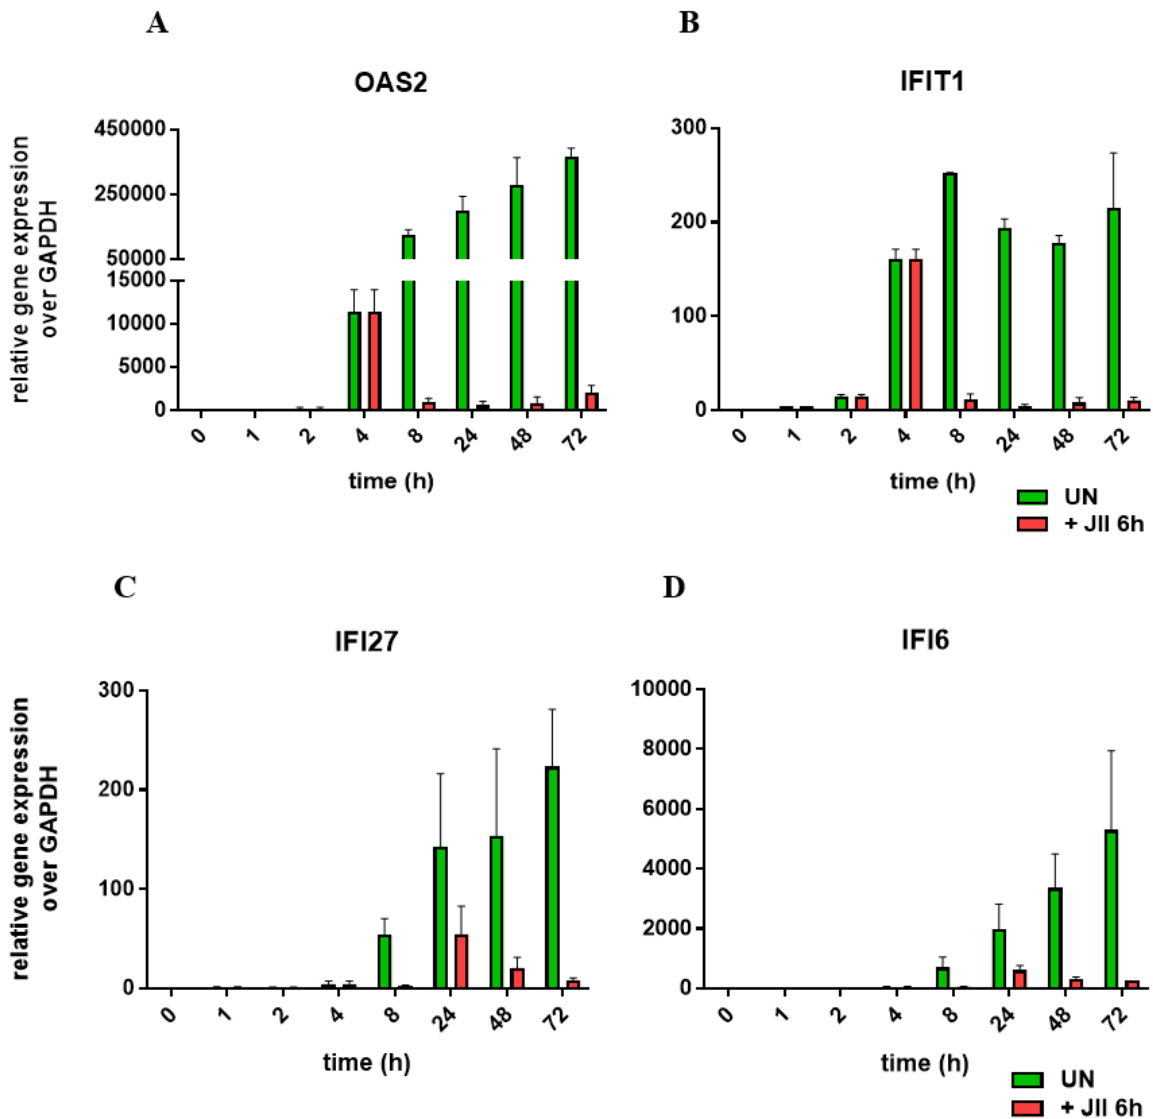 A
OAS2
relative gene expression
over GAPDH
450000
250000
50000
15000
10000
5000
0
0 1 2 4 8 24 48 72
time (h)
B
IFIT1
300
200
100
0
0 1 2 4 8 24 48 72
time (h)
UN
+ JII 6h
C
IFI27
relative gene expression
over GAPDH
300
200
100
0
0 1 2 4 8 24 48 72
time (h)
D
IFI6
10000
8000
6000
4000
2000
0
0 1 2 4 8 24 48 72
time (h)
UN
+ JII 6h